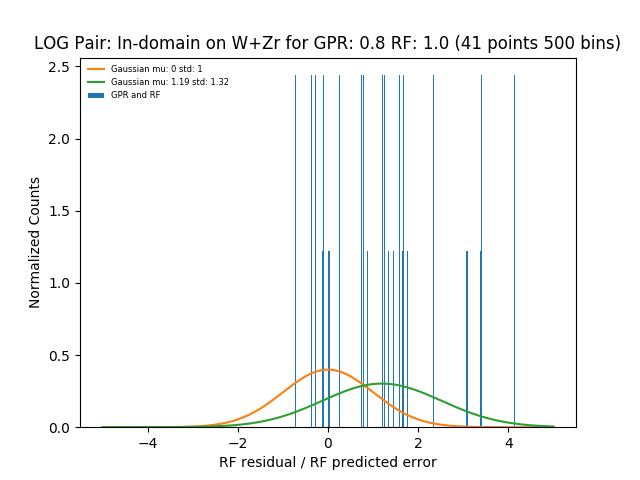 LOG Pair: In-domain on W+Zr for GPR: 0.8 RF: 1.0 (41 points 500 bins)
2.5
2.0
1.5
1.0
0.5
0.0
Normalized Counts
Gaussian mu: 0 std: 1
Gaussian mu: 1.19 std: 1.32
GPR and RF
−4
−2
0
2
4
RF residual / RF predicted error